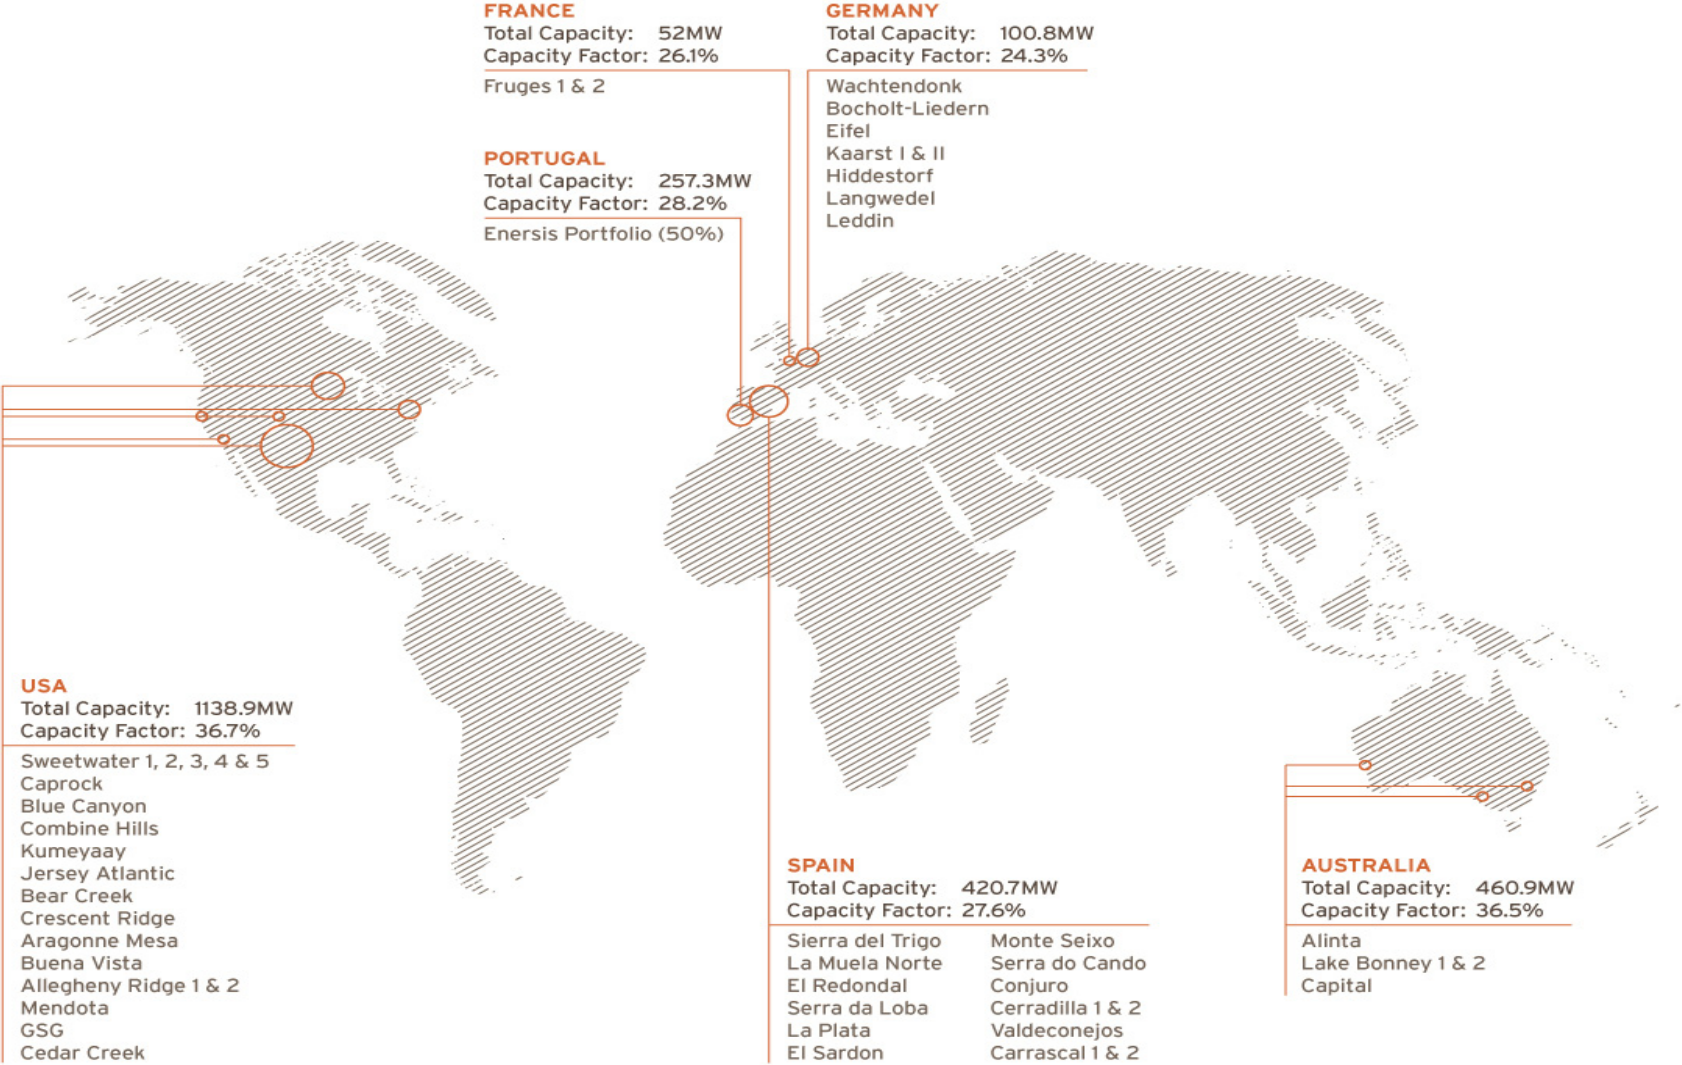 FRANCE
Total Capacity: 52MW
Capacity Factor: 26.1%
Fruges 1 & 2
GERMANY
Total Capacity: 100.8MW
Capacity Factor: 24.3%
Wachtendonk
Bocholt-Liedern
Eifel
Kaarst I & II
Hiddestorf
Langwedel
Leddin
PORTUGAL
Total Capacity: 257.3MW
Capacity Factor: 28.2%
Enersis Portfolio (50%)
USA
Total Capacity: 1138.9MW
Capacity Factor: 36.7%
Sweetwater 1, 2, 3, 4 & 5
Caprock
Blue Canyon
Combine Hills
Kumeyaay
Jersey Atlantic
Bear Creek
Crescent Ridge
Aragonne Mesa
Buena Vista
Allegheny Ridge 1 & 2
Mendota
GSG
Cedar Creek
SPAIN
Total Capacity: 420.7MW
Capacity Factor: 27.6%
Sierra del Trigo
La Muela Norte
El Redondal
Serra da Loba
La Plata
El Sardon
Monte Seixo
Serra do Cando
Conjuro
Cerradilla 1 & 2
Valdeconejos
Carrascal 1 & 2
AUSTRALIA
Total Capacity: 460.9MW
Capacity Factor: 36.5%
Alinta
Lake Bonney 1 & 2
Capital